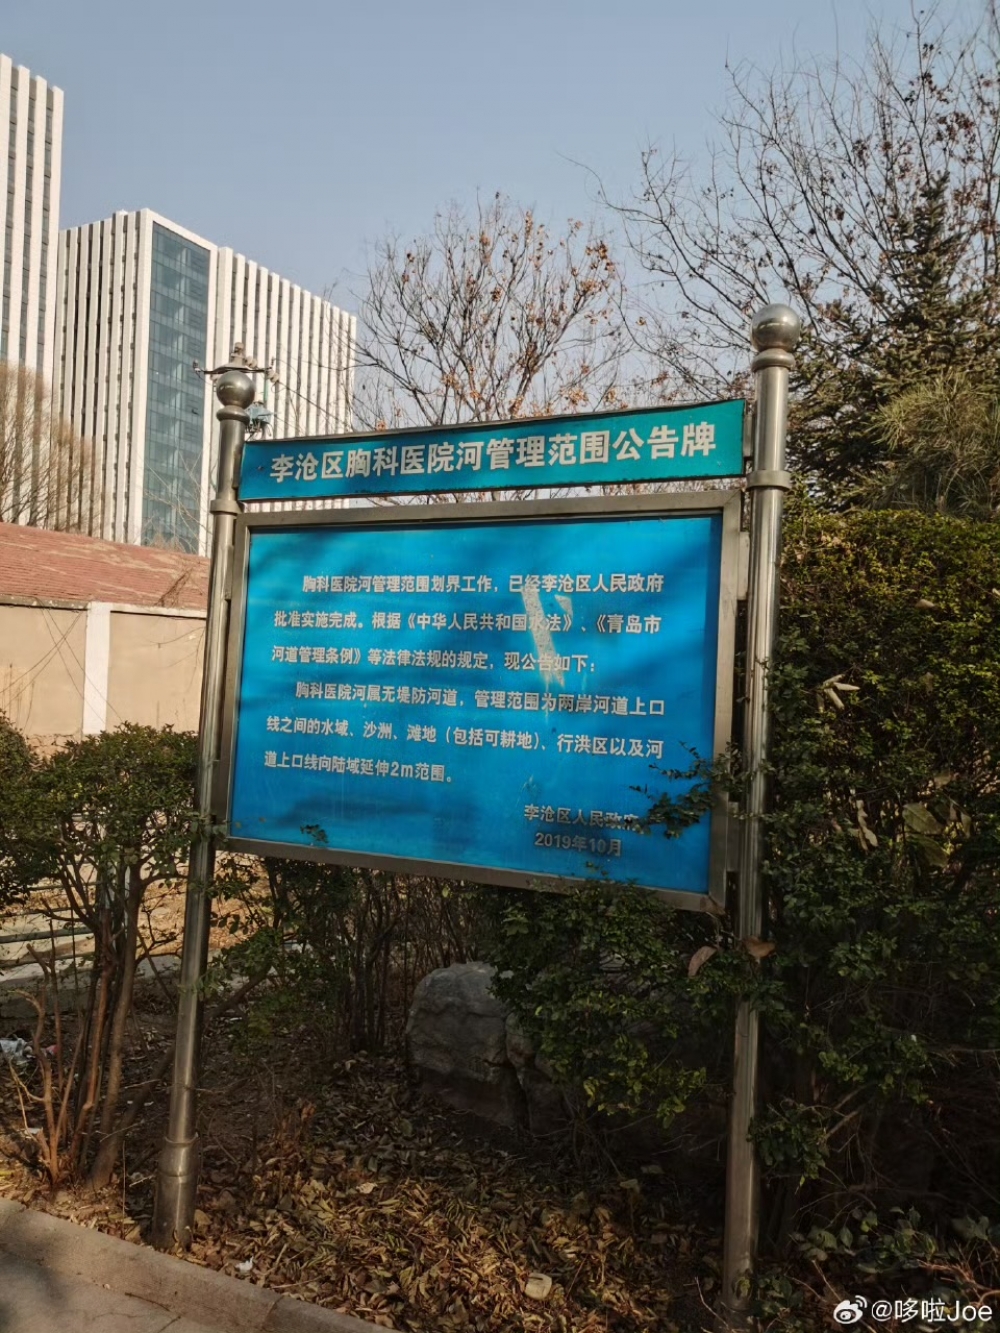 李沧区胸科医院河管理范围公告牌
胸科医院河管理范围划界工作，已经李沧区人民政府
批准实施完成。根据《中华人民共和国水法》、《青岛市
河道管理条例》等法律法规的规定，现公告如下：
胸科医院河属无堤防河道，管理范围为两岸河道上口
线之间的水域、沙洲、滩地（包括可耕地）、行洪区以及河
道上口线向陆域延伸2m范围。
李沧区人民政府
2019年10月
@哆啦Joe